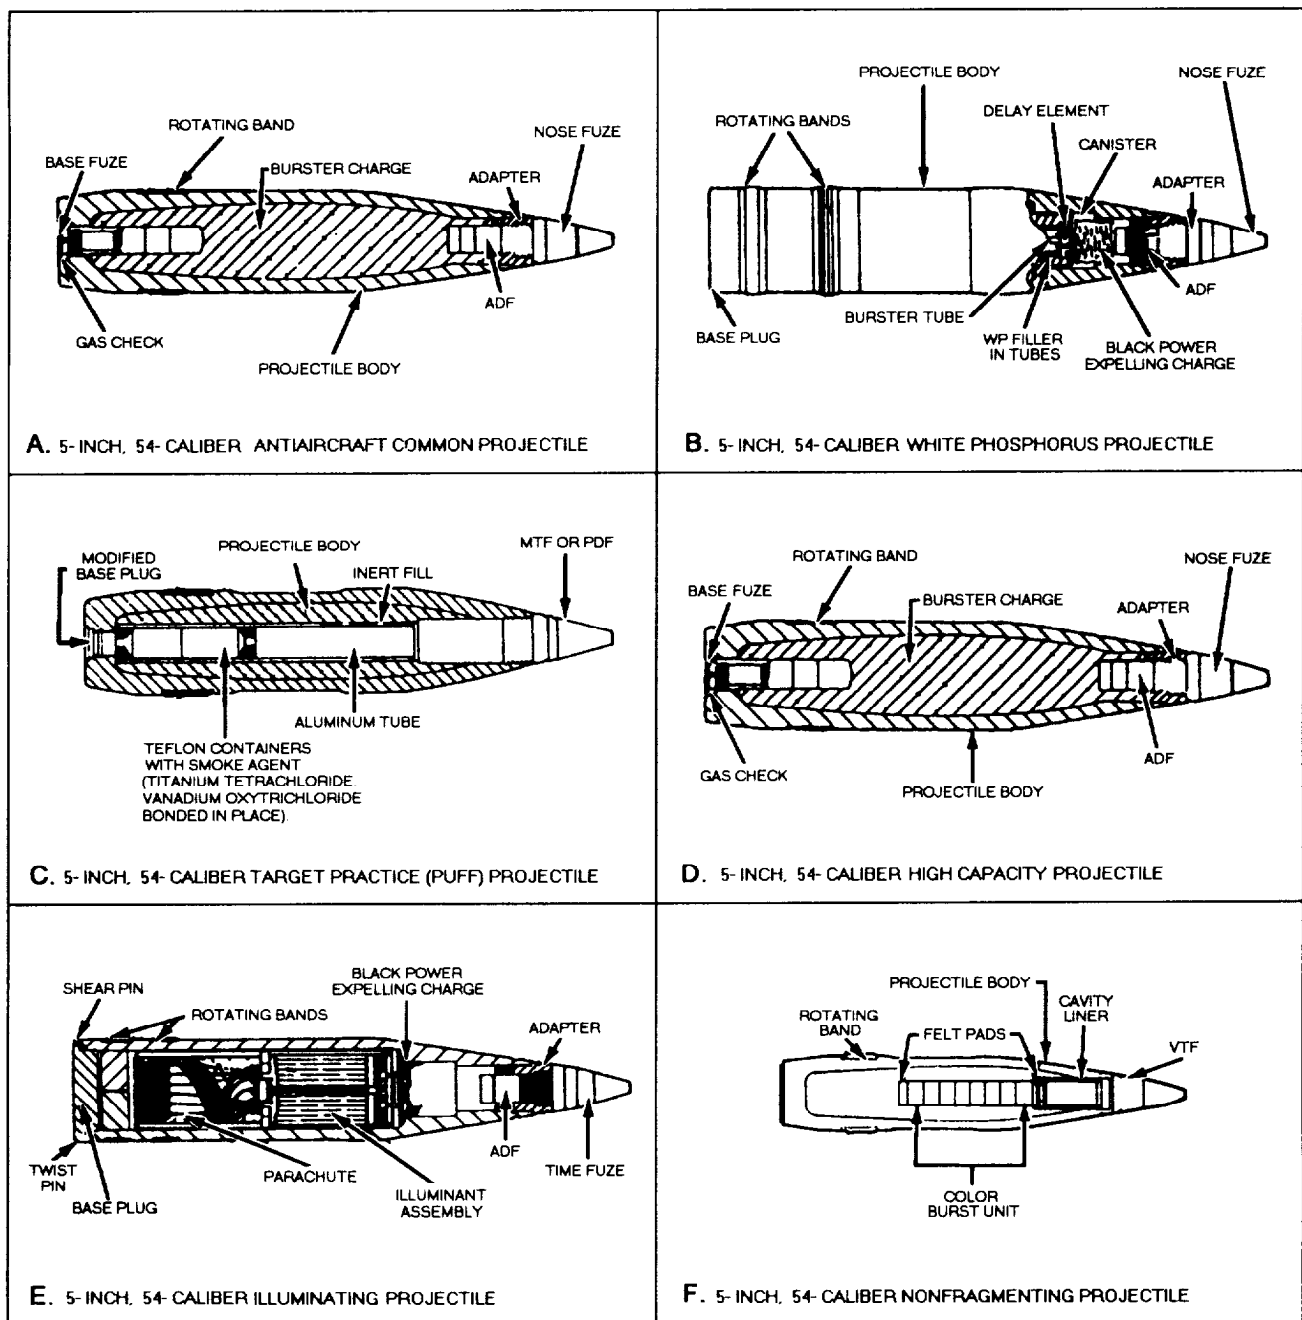 ROTATING BAND
NOSE FUZE
BASE FUZE
BURSTER CHARGE
ADAPTER
ADF
GAS CHECK
PROJECTILE BODY
A. 5-INCH, 54-CALIBER ANTIAIRCRAFT COMMON PROJECTILE
PROJECTILE BODY
NOSE FUZE
DELAY ELEMENT
ROTATING BANDS
CANISTER
ADAPTER
ADF
BURSTER TUBE
BASE PLUG
WP FILLER
IN TUBES
BLACK POWER
EXPELLING CHARGE
B. 5-INCH, 54-CALIBER WHITE PHOSPHORUS PROJECTILE
MODIFIED
BASE PLUG
PROJECTILE BODY
INERT FILL
MTF OR PDF
ALUMINUM TUBE
TEFLON CONTAINERS
WITH SMOKE AGENT
(TITANIUM TETRACHLORIDE
VANADIUM OXYTRICHLORIDE
BONDED IN PLACE)
C. 5-INCH, 54-CALIBER TARGET PRACTICE (PUFF) PROJECTILE
ROTATING BAND
NOSE FUZE
BASE FUZE
BURSTER CHARGE
ADAPTER
ADF
GAS CHECK
PROJECTILE BODY
D. 5-INCH, 54-CALIBER HIGH CAPACITY PROJECTILE
SHEAR PIN
BLACK POWER
EXPELLING CHARGE
ROTATING BANDS
ADAPTER
ADF
TWIST
PIN
PARACHUTE
TIME FUZE
BASE PLUG
ILLUMINANT
ASSEMBLY
E. 5-INCH, 54-CALIBER ILLUMINATING PROJECTILE
PROJECTILE BODY
ROTATING
BAND
CAVITY
LINER
FELT PADS
VTF
COLOR
BURST UNIT
F. 5-INCH, 54-CALIBER NONFRAGMENTING PROJECTILE